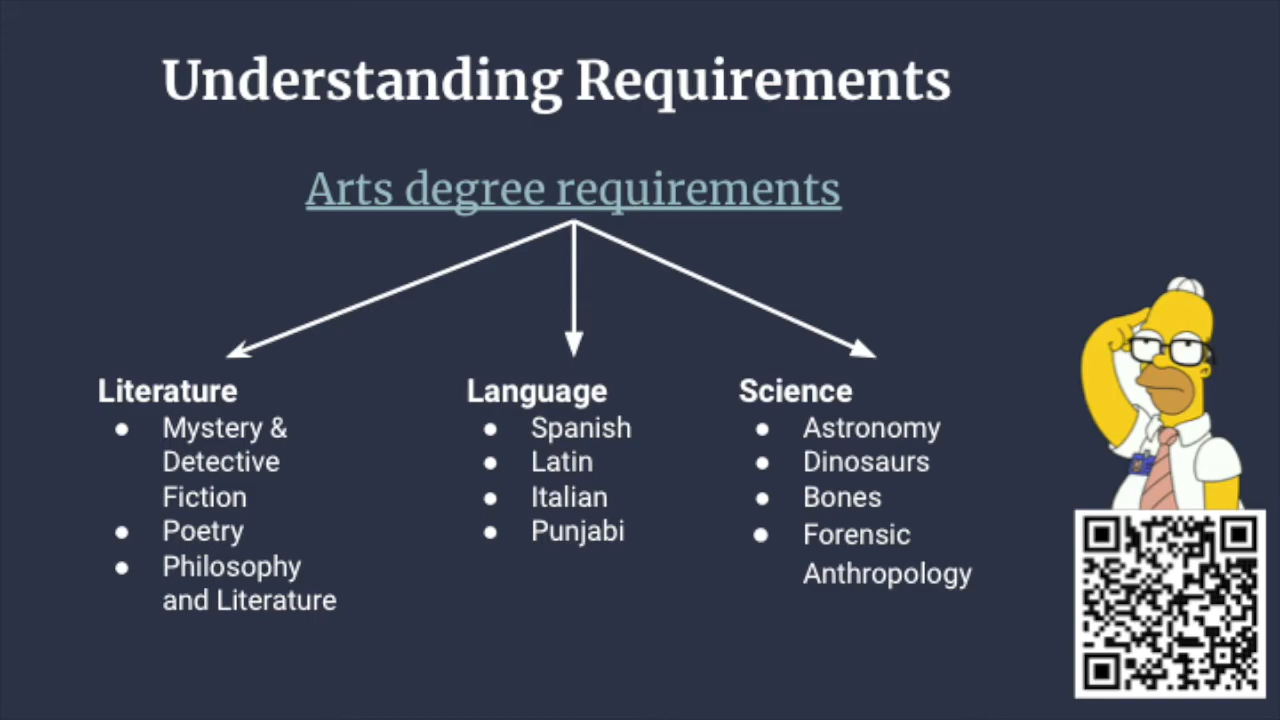 Understanding Requirements
Arts degree requirements
Literature
● Mystery &
Detective
Fiction
● Poetry
● Philosophy
and Literature
Language
● Spanish
● Latin
● Italian
● Punjabi
Science
● Astronomy
● Dinosaurs
● Bones
● Forensic
Anthropology